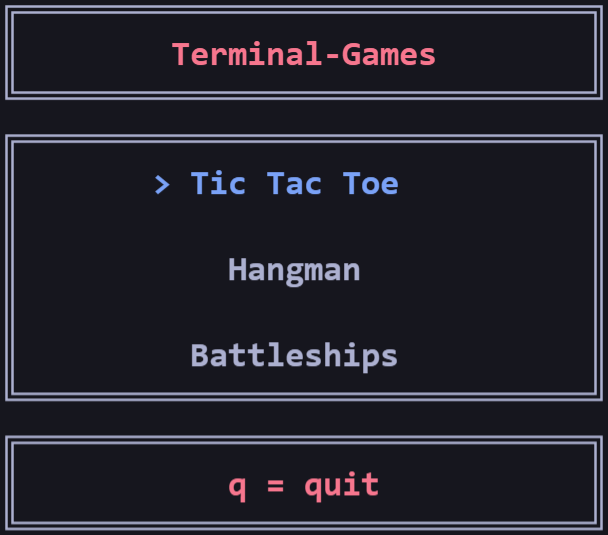 Terminal-Games
> Tic Tac Toe
Hangman
Battleships
q = quit